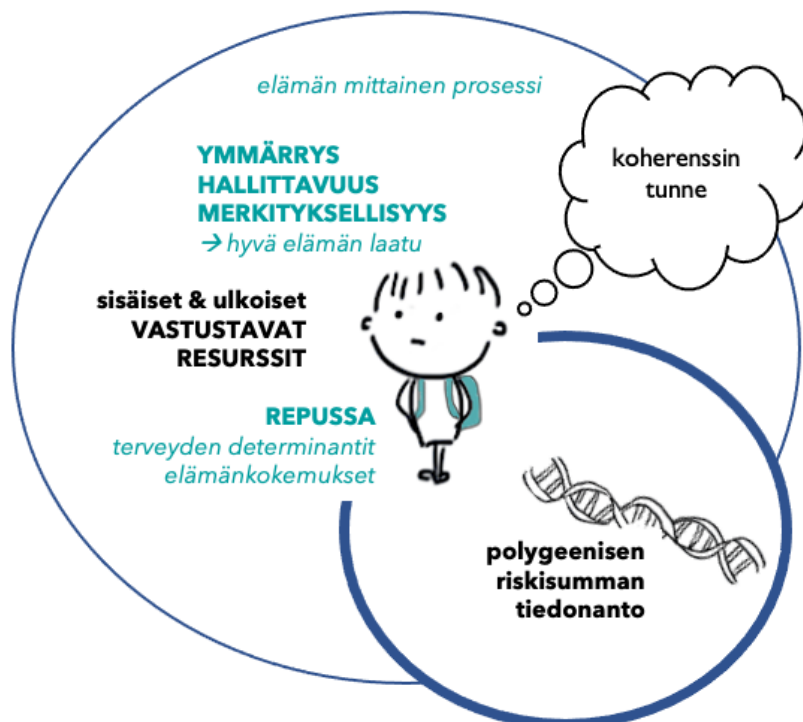 elämän mittainen prosessi
koherenssin
tunne
YMMÄRRYS
HALLITTAVUUS
MERKITYKSELLISYYS
→ hyvä elämän laatu
sisäiset & ulkoiset
VASTUSTAVAT
RESURSSIT
REPUSSA
terveyden determinantit
elämänkokemukset
polygeenisen
riskisumman
tiedonanto